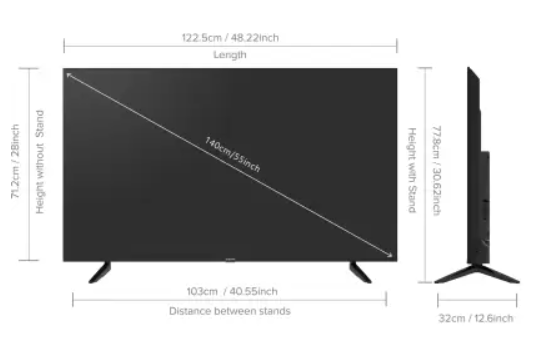 122.5cm / 48.22inch
Length
71.2cm / 28inch
Height without Stand
140cm/55inch
Height with Stand
77.8cm / 30.62inch
103cm / 40.55inch
Distance between stands
32cm / 12.6inch